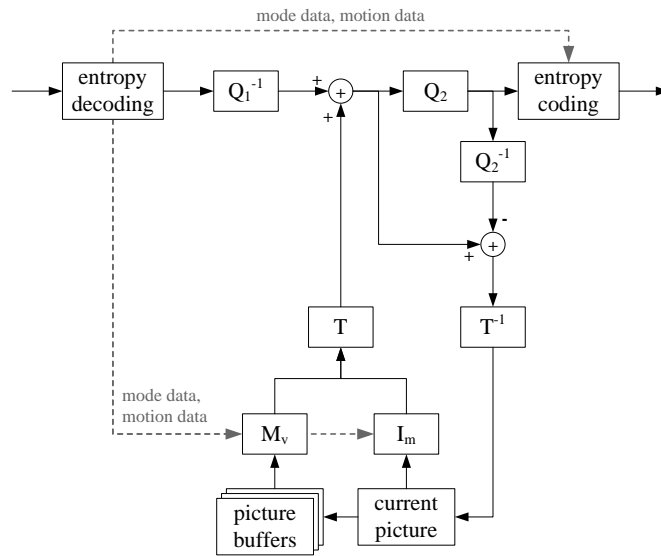 mode data, motion data
entropy
decoding
Q₁⁻¹
+
+
+
Q₂
entropy
coding
Q₂⁻¹
-
+
+
T
T⁻¹
mode data,
motion data
Mᵥ
Iₘ
picture
buffers
current
picture